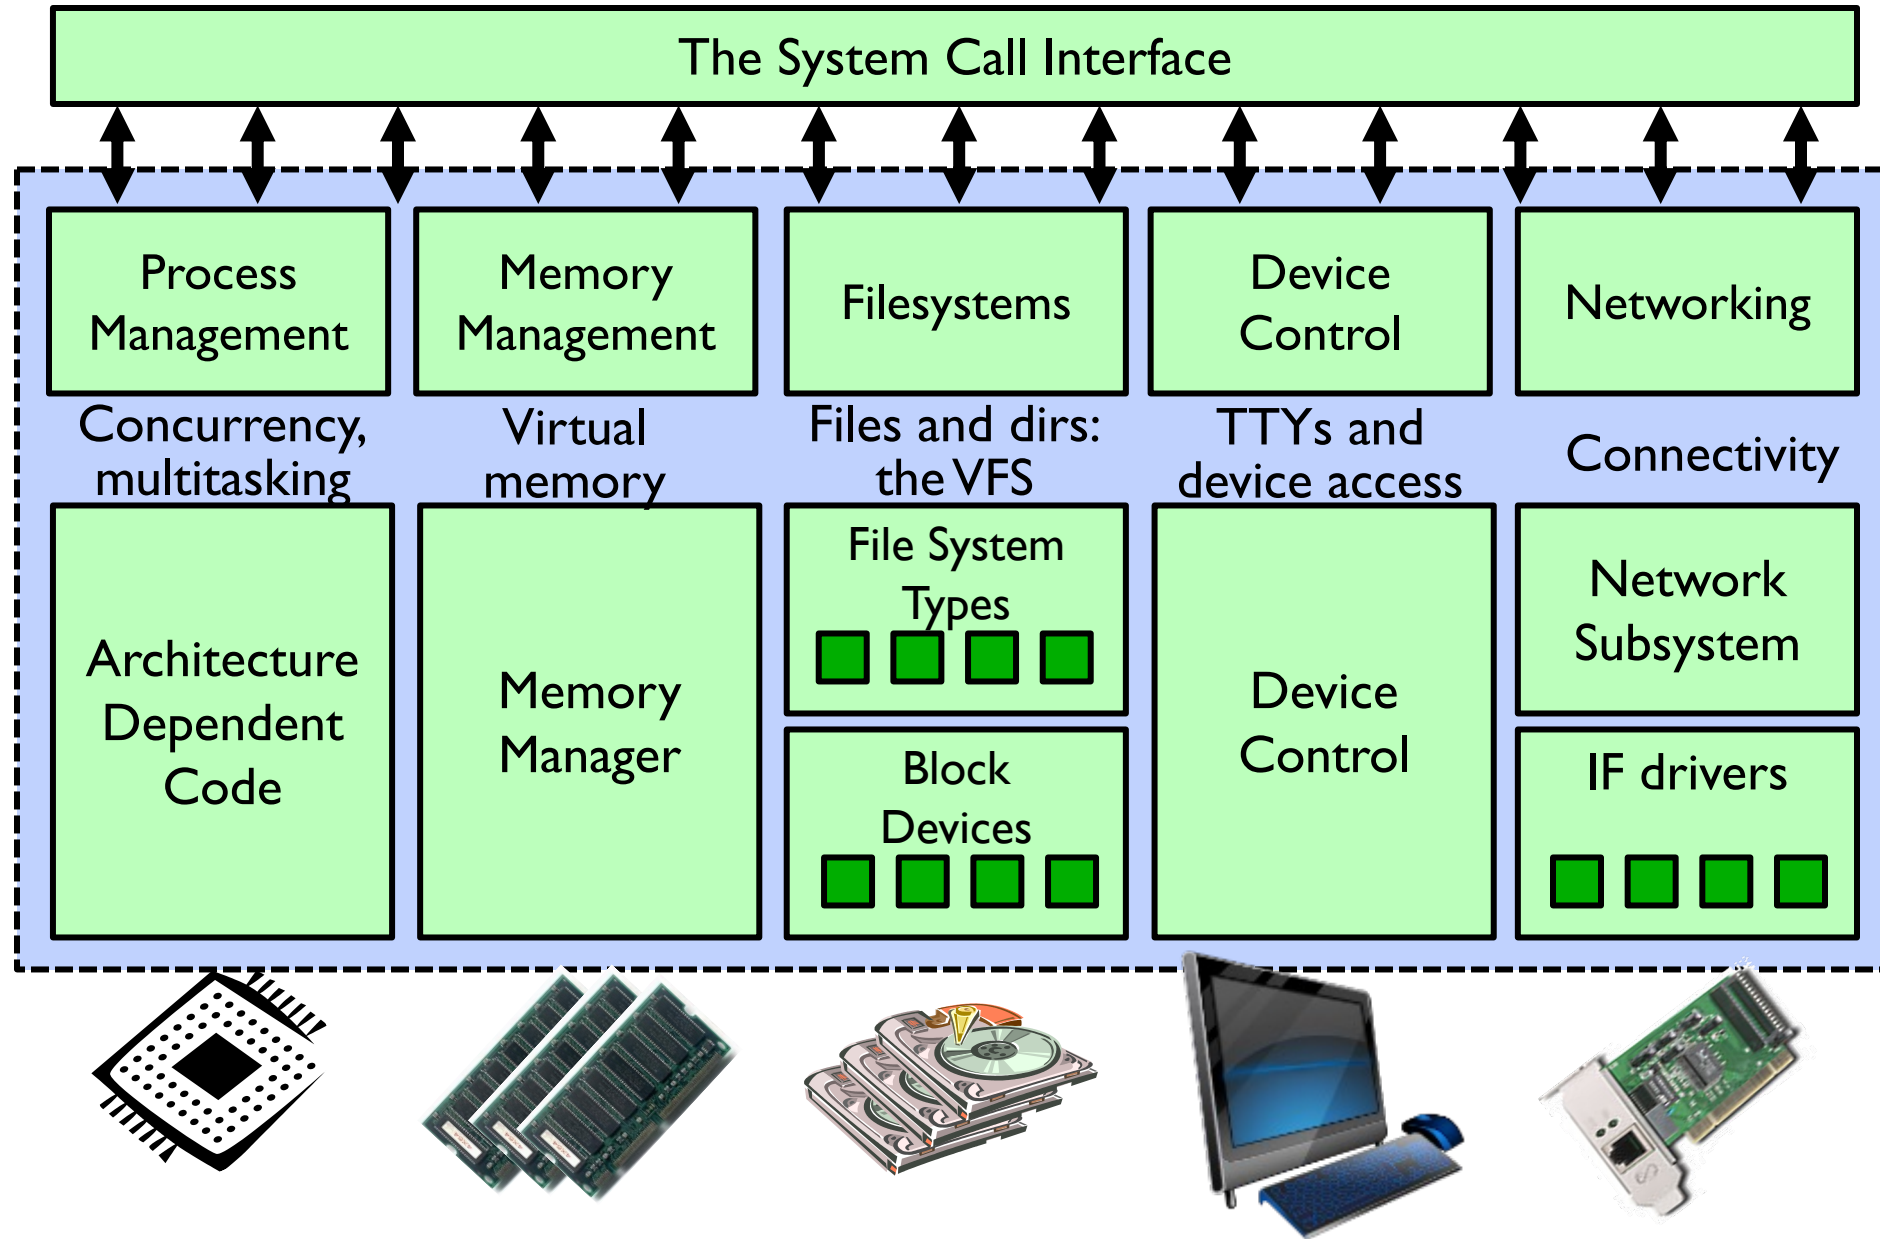 The System Call Interface
Process
Management
Memory
Management
Filesystems
Device
Control
Networking
Concurrency,
multitasking
Virtual
memory
Files and dirs:
the VFS
TTYs and
device access
Connectivity
Architecture
Dependent
Code
Memory
Manager
File System
Types
Block
Devices
Device
Control
Network
Subsystem
IF drivers